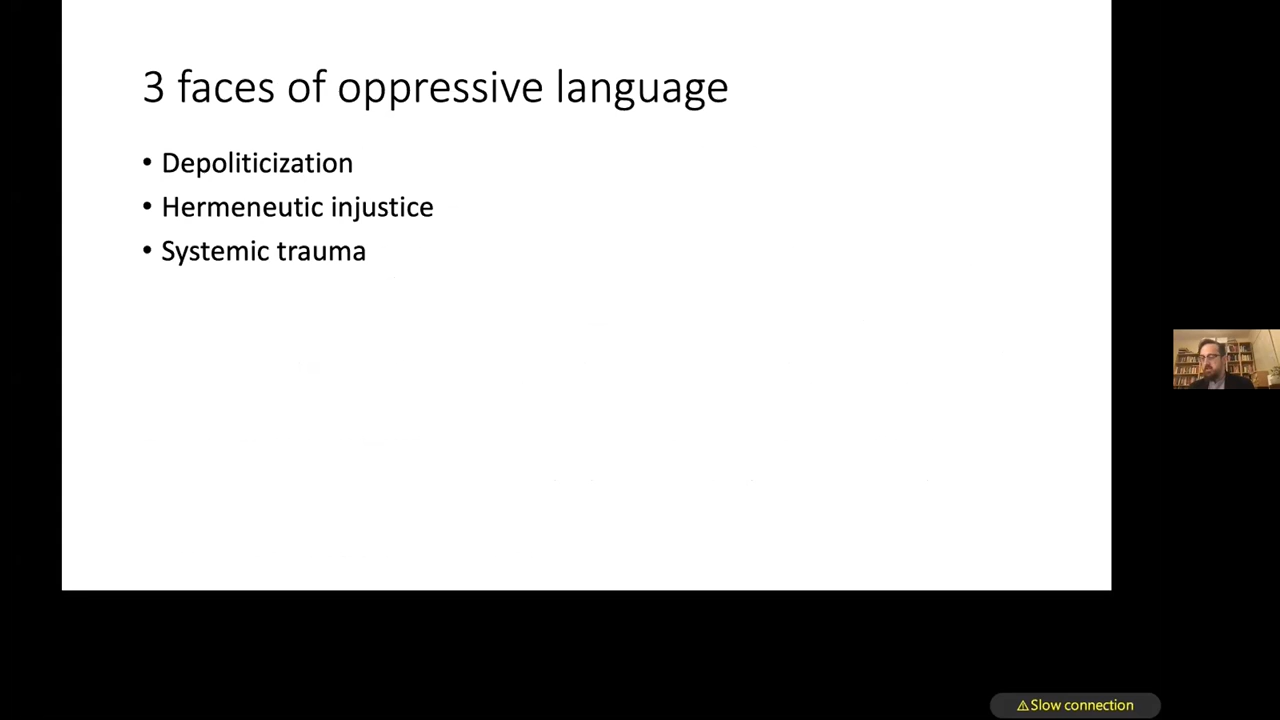 3 faces of oppressive language
• Depoliticization
• Hermeneutic injustice
• Systemic trauma
⚠Slow connection